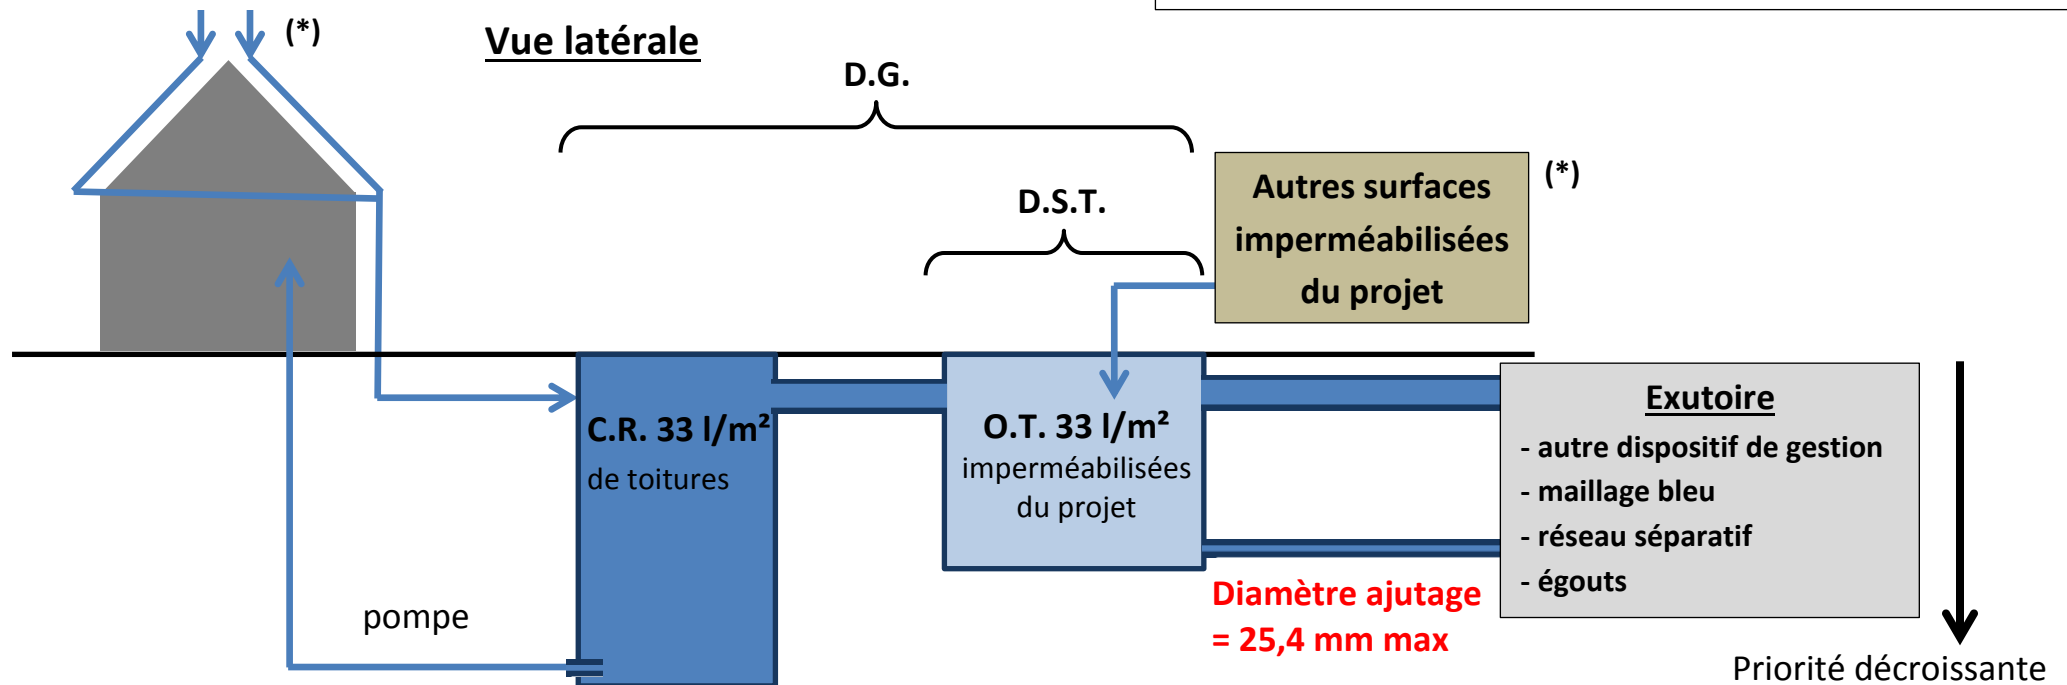 (*)
Vue latérale
D.G.
D.S.T.
Autres surfaces
imperméabilisées
du projet
(*)
C.R. 33 l/m²
de toitures
O.T. 33 l/m²
imperméabilisées
du projet
Exutoire
- autre dispositif de gestion
- maillage bleu
- réseau séparatif
- égouts
Diamètre ajutage
= 25,4 mm max
pompe
Priorité décroissante